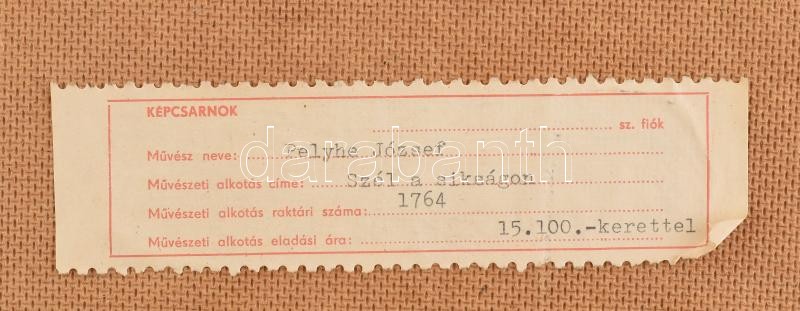 KÉPCSARNOK
sz. fiók
Művész neve: Pelyhe József
Művészeti alkotás címe: Szél a síkságon
Művészeti alkotás raktári száma: 1764
Művészeti alkotás eladási ára: 15.100.-kerettel
darabanth